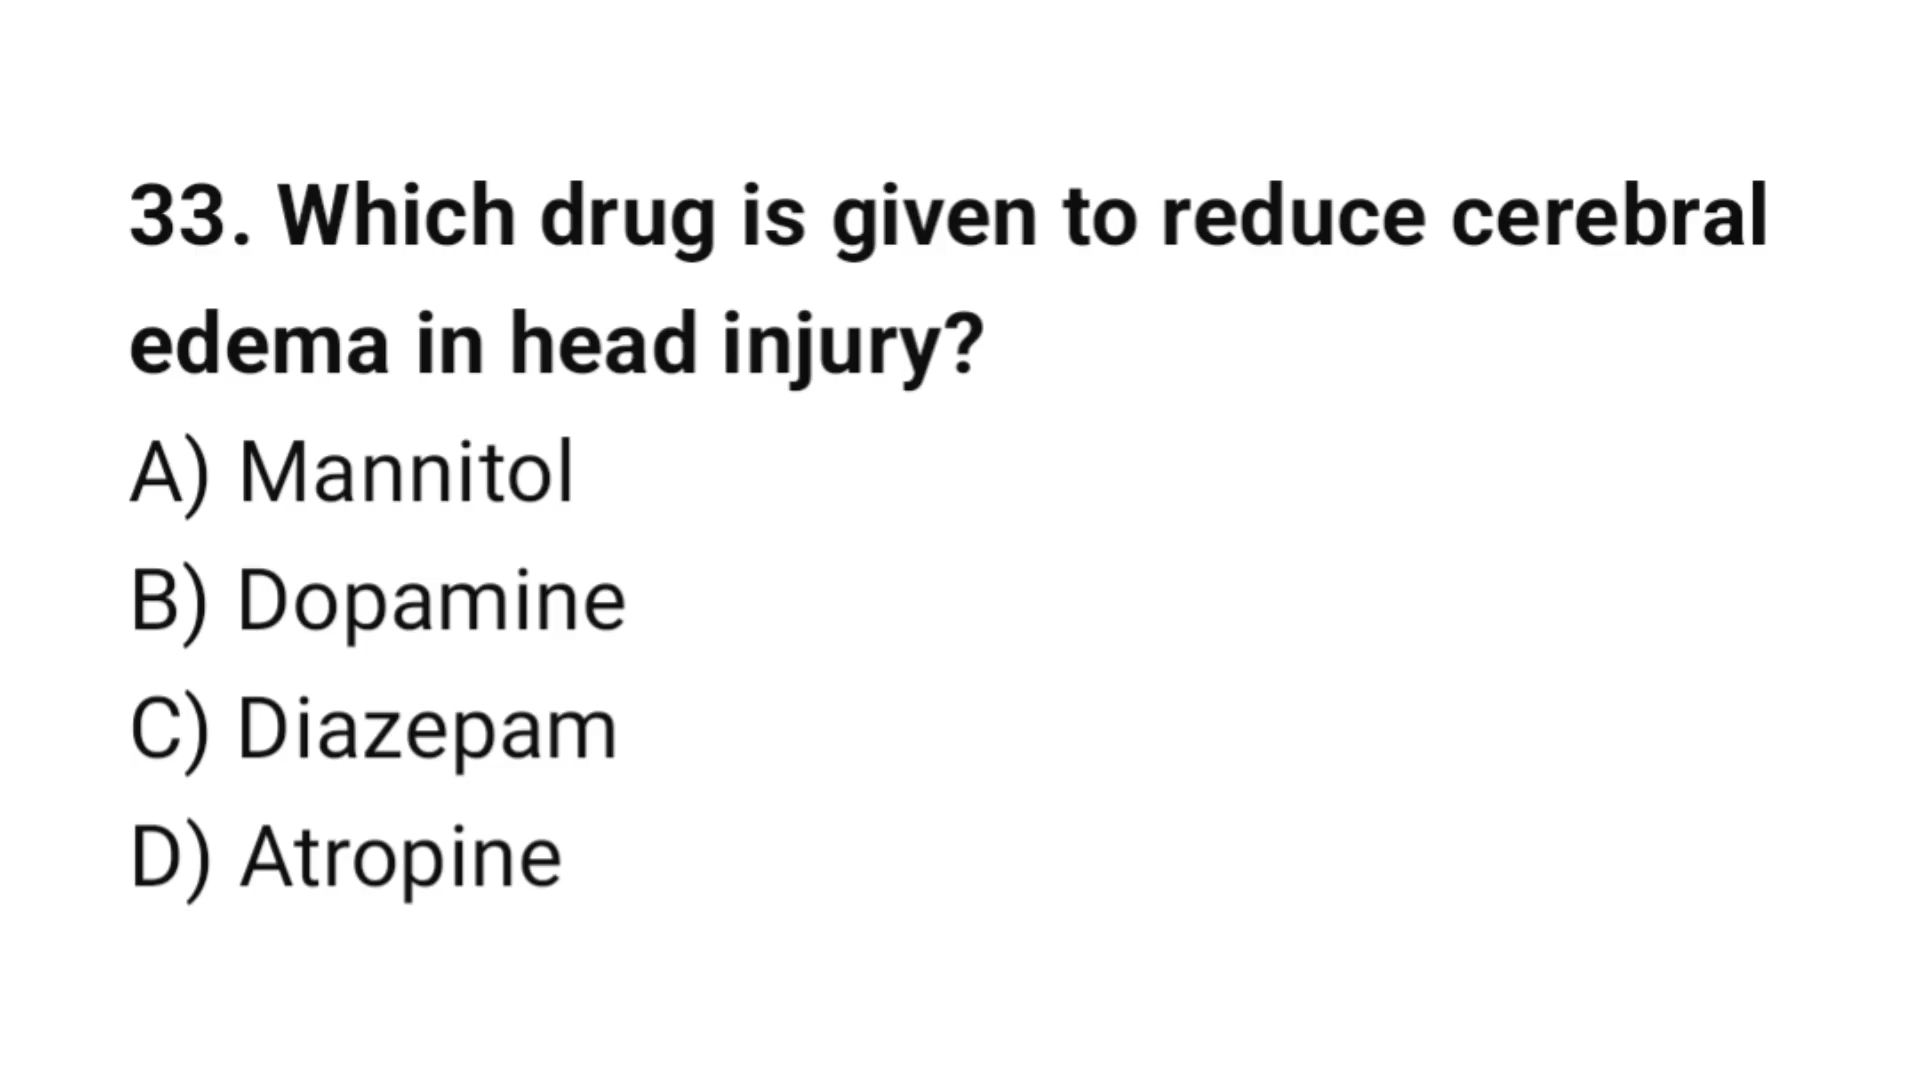 33. Which drug is given to reduce cerebral
edema in head injury?
A) Mannitol
B) Dopamine
C) Diazepam
D) Atropine